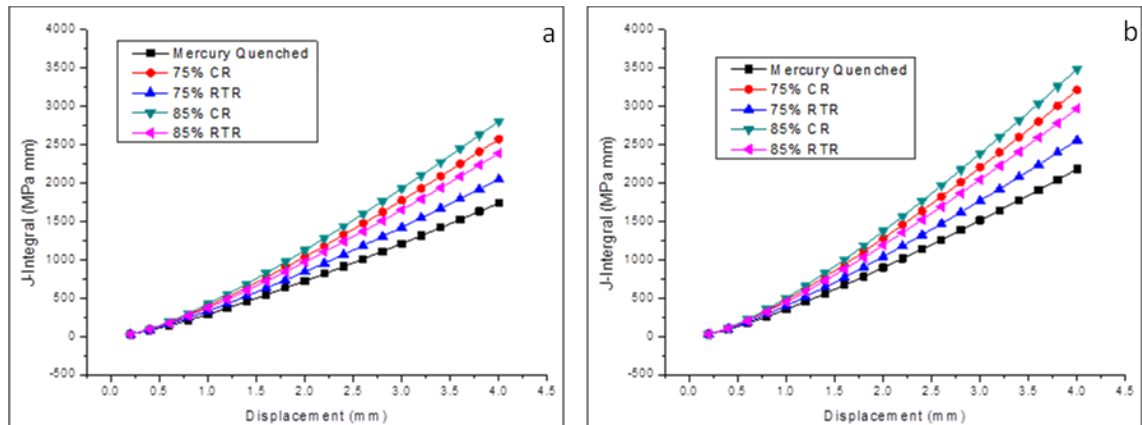 a
Mercury Quenched
75% CR
75% RTR
85% CR
85% RTR
4000
3500
3000
2500
2000
1500
1000
500
0
-500
J-Integral (MPa mm)
0.0 0.5 1.0 1.5 2.0 2.5 3.0 3.5 4.0 4.5
Displacement (mm)
b
Mercury Quenched
75% CR
75% RTR
85% CR
85% RTR
4000
3500
3000
2500
2000
1500
1000
500
0
-500
J-Integral (MPa mm)
0.0 0.5 1.0 1.5 2.0 2.5 3.0 3.5 4.0 4.5
Displacement (mm)